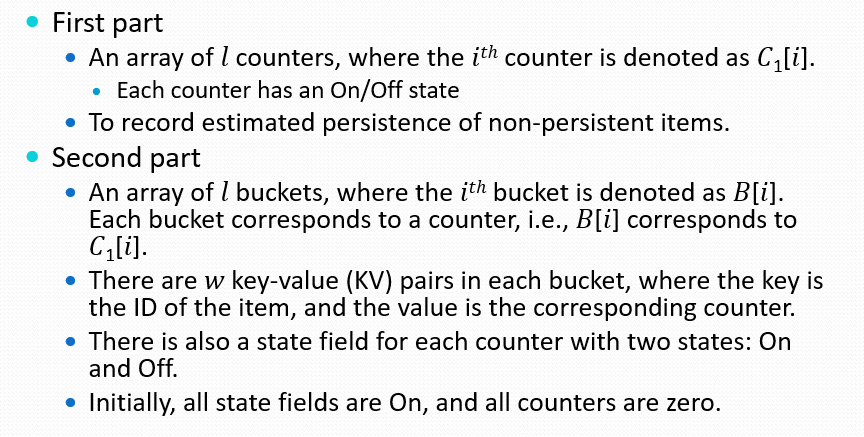 First part
An array of l counters, where the iᵗʰ counter is denoted as C₁[i].
Each counter has an On/Off state
To record estimated persistence of non-persistent items.
Second part
An array of l buckets, where the iᵗʰ bucket is denoted as B[i].
Each bucket corresponds to a counter, i.e., B[i] corresponds to
C₁[i].
There are w key-value (KV) pairs in each bucket, where the key is
the ID of the item, and the value is the corresponding counter.
There is also a state field for each counter with two states: On
and Off.
Initially, all state fields are On, and all counters are zero.